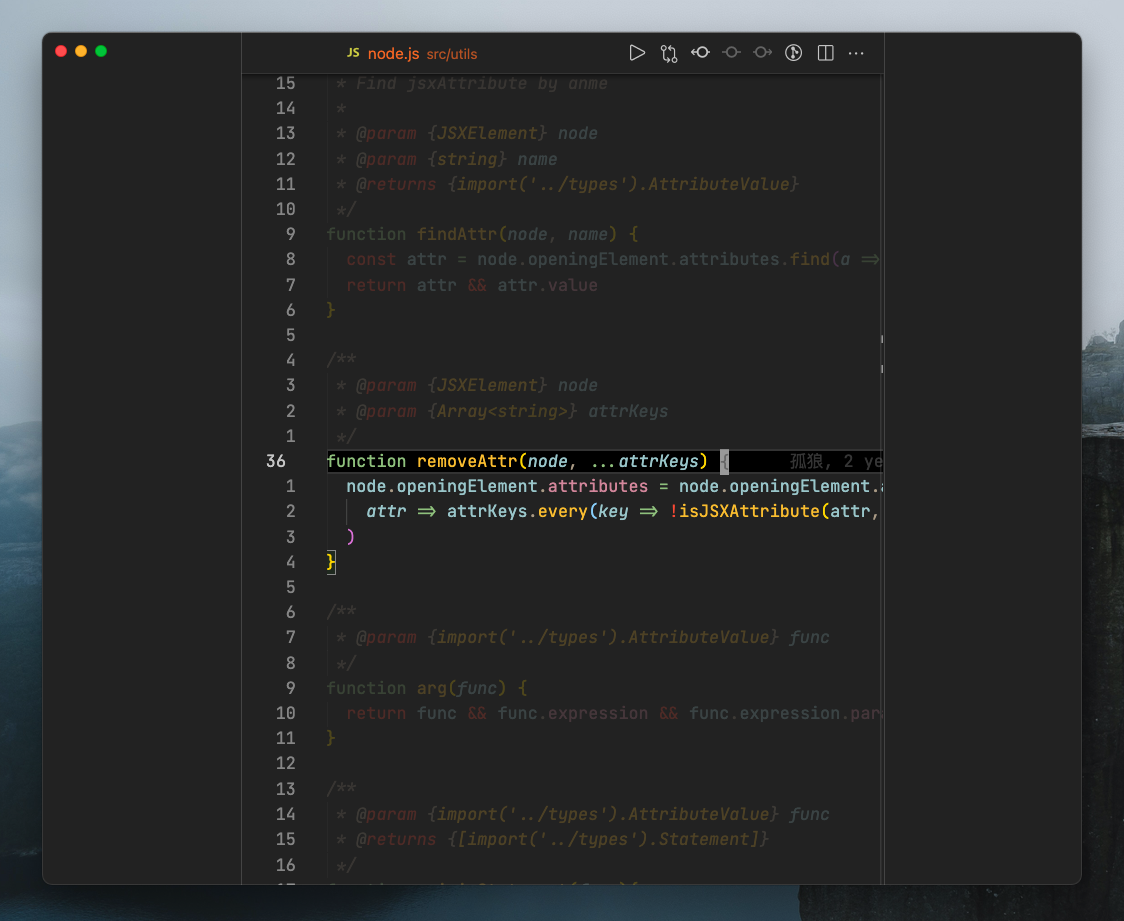 JS node.js src/utils
15 * Find jsxAttribute by anme
14 *
13 * @param {JSXElement} node
12 * @param {string} name
11 * @returns {import('../types').AttributeValue}
10 */
9 function findAttr(node, name) {
8 const attr = node.openingElement.attributes.find(a =>
7 return attr && attr.value
6 }
5
4 /**
3 * @param {JSXElement} node
2 * @param {Array<string>} attrKeys
1 */
36 function removeAttr(node, ...attrKeys) { 孤狼, 2 ye
1 node.openingElement.attributes = node.openingElement.a
2 attr => attrKeys.every(key => !isJSXAttribute(attr,
3 )
4 }
5
6 /**
7 * @param {import('../types').AttributeValue} func
8 */
9 function arg(func) {
10 return func && func.expression && func.expression.par
11 }
12
13 /**
14 * @param {import('../types').AttributeValue} func
15 * @returns {[import('../types').Statement]}
16 */